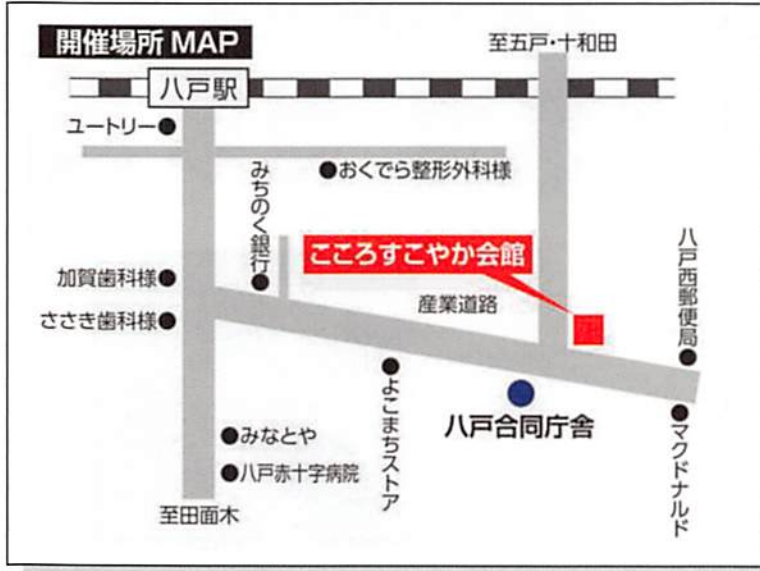 開催場所 MAP
至五戸・十和田
八戸駅
ユートリー
おくでら整形外科様
みちのく銀行
こころすこやか会館
八戸西郵便局
加賀歯科様
産業道路
ささき歯科様
よこまちストア
八戸合同庁舎
マクドナルド
みなとや
八戸赤十字病院
至田面木